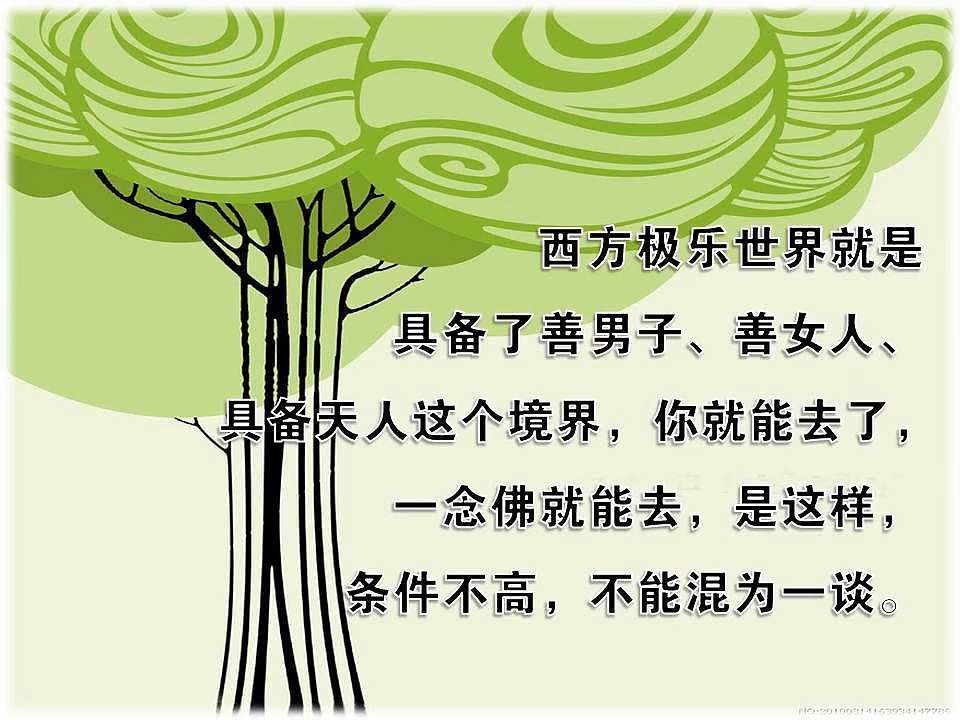 西方极乐世界就是
具备了善男子、善女人、
具备天人这个境界，你就能去了，
一念佛就能去，是这样，
条件不高，不能混为一谈。